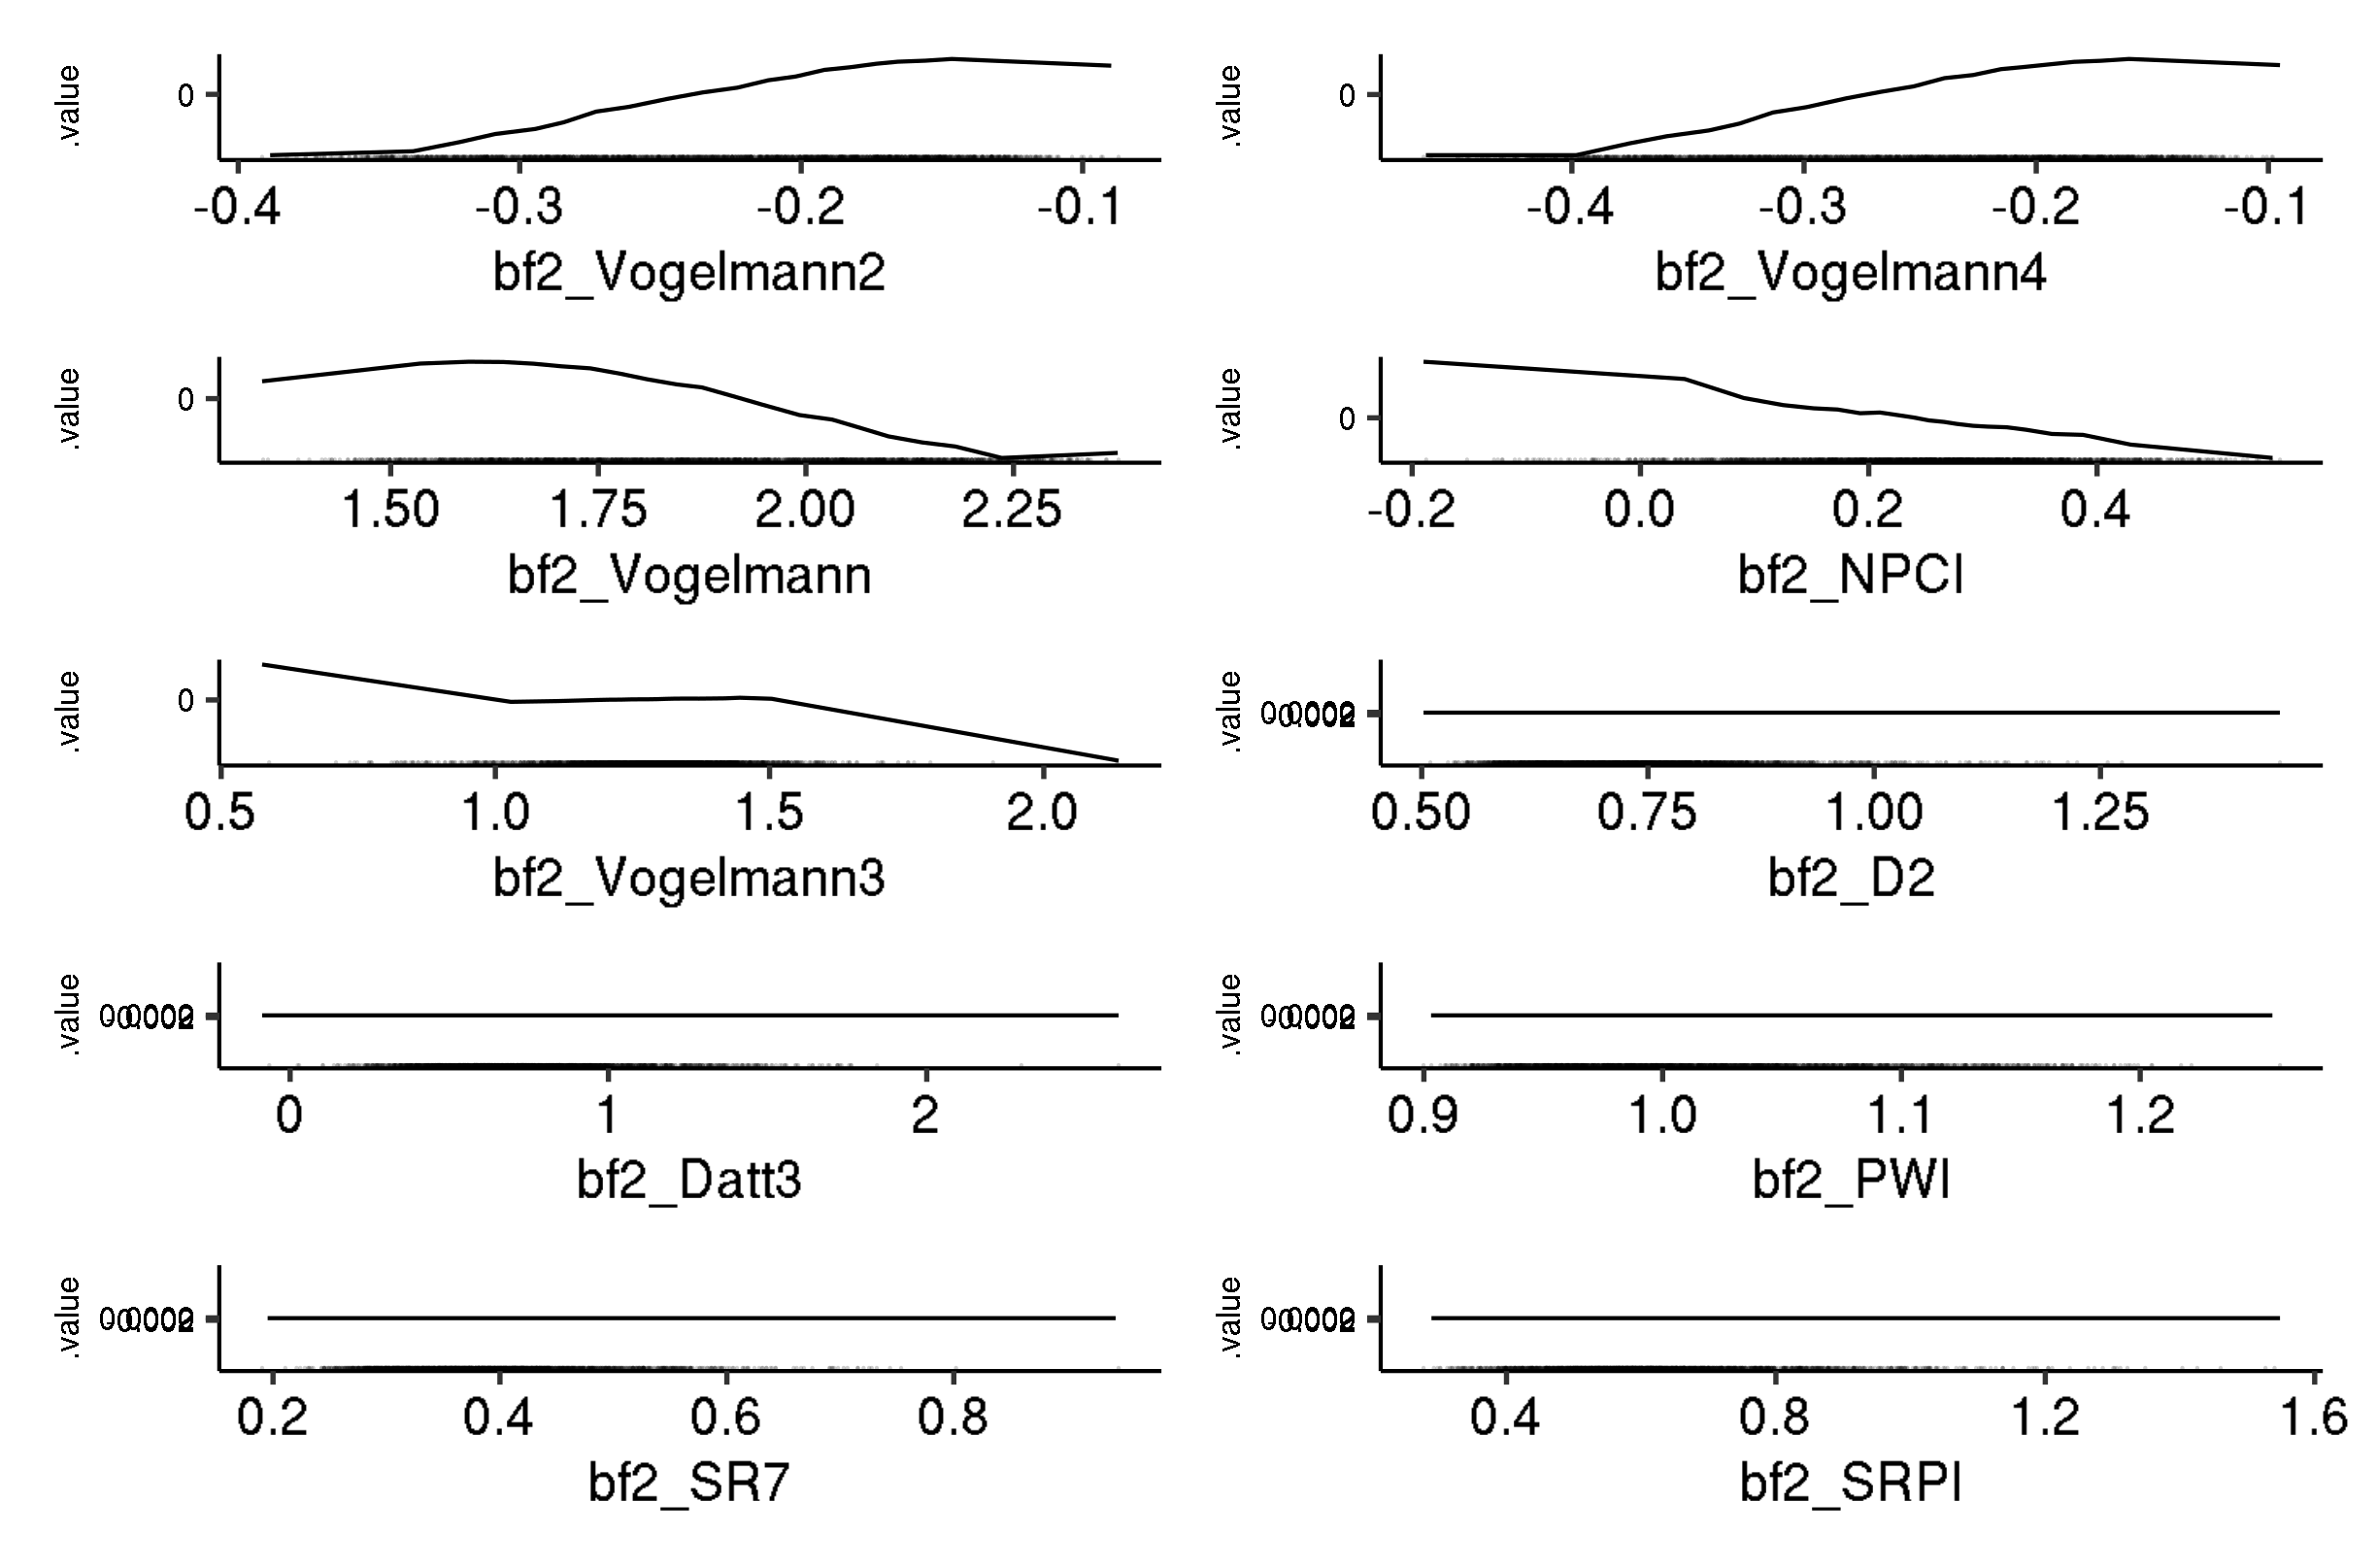 .value
0
-0.4 -0.3 -0.2 -0.1
bf2_Vogelmann2
.value
0
-0.4 -0.3 -0.2 -0.1
bf2_Vogelmann4
.value
0
1.50 1.75 2.00 2.25
bf2_Vogelmann
.value
0
-0.2 0.0 0.2 0.4
bf2_NPCI
.value
0
0.5 1.0 1.5 2.0
bf2_Vogelmann3
.value
0.50 0.75 1.00 1.25
bf2_D2
.value
0 1 2
bf2_Datt3
.value
0.9 1.0 1.1 1.2
bf2_PWI
.value
0.2 0.4 0.6 0.8
bf2_SR7
.value
0.4 0.8 1.2 1.6
bf2_SRPI